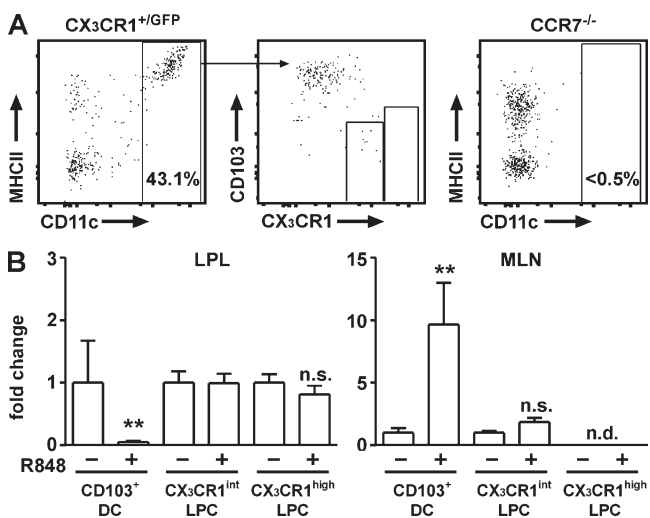 A
CX₃CR1⁺/ᴳᶠᴾ
CCR7⁻/⁻
MHCII
43.1%
CD11c
CD103
CX₃CR1
MHCII
<0.5%
CD11c
B
LPL
MLN
fold change
3
2
1
0
**
n.s.
15
10
5
0
**
n.s.
n.d.
R848 − + − + − + − + − + − +
CD103⁺ CX₃CR1ⁱⁿᵗ CX₃CR1ʰⁱᵍʰ CD103⁺ CX₃CR1ⁱⁿᵗ CX₃CR1ʰⁱᵍʰ
DC LPC LPC DC LPC LPC